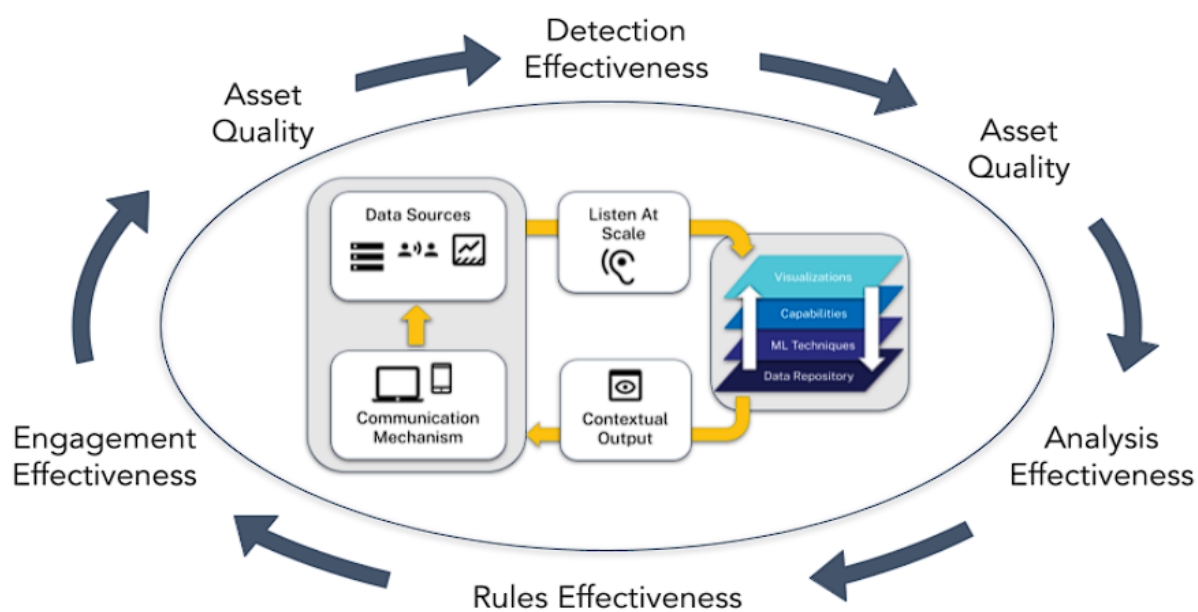 Detection
Effectiveness
Asset
Quality
Asset
Quality
Data Sources
Listen At
Scale
Visualizations
Capabilities
ML Techniques
Data Repository
Communication
Mechanism
Contextual
Output
Engagement
Effectiveness
Analysis
Effectiveness
Rules Effectiveness